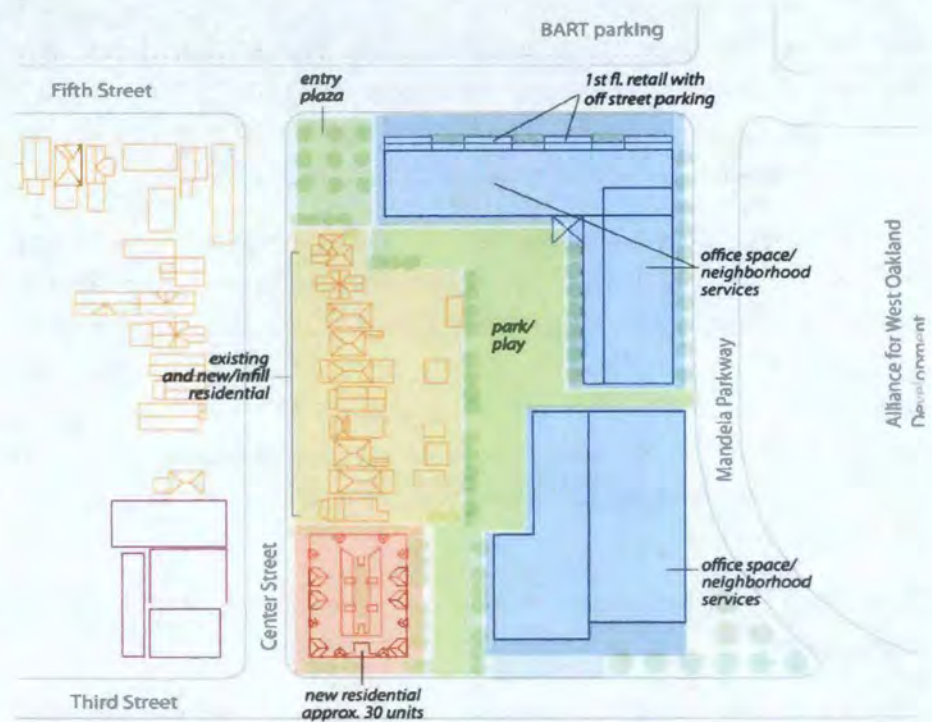 BART parking
Fifth Street
entry
plaza
1st fl. retail with
off street parking
office space/
neighborhood
services
park/
play
existing
and new/infill
residential
Mandela Parkway
Alliance for West Oakland
Development
Center Street
office space/
neighborhood
services
new residential
approx. 30 units
Third Street